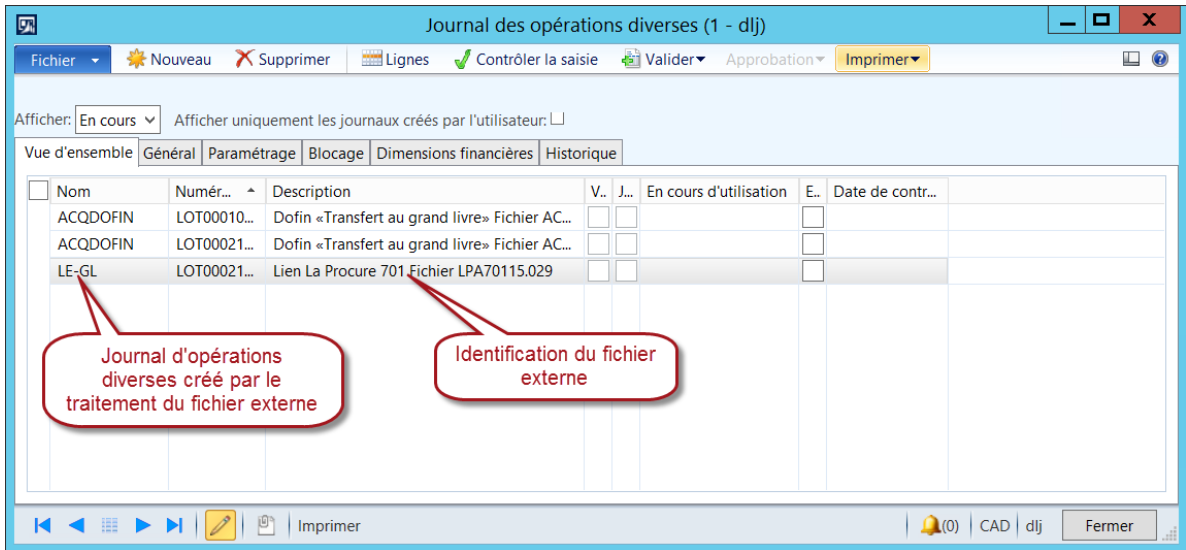 Journal des opérations diverses (1 - dlj)
Fichier Nouveau Supprimer Lignes Contrôler la saisie Valider Approbation Imprimer
Afficher: En cours Afficher uniquement les journaux créés par l'utilisateur:
Vue d'ensemble Général Paramétrage Blocage Dimensions financières Historique
Nom Numér... Description V.. J... En cours d'utilisation E.. Date de contr...
ACQDOFIN LOT00010... Dofin «Transfert au grand livre» Fichier AC...
ACQDOFIN LOT00021... Dofin «Transfert au grand livre» Fichier AC...
LE-GL LOT00021... Lien La Procure 701 Fichier LPA70115.029
Journal d'opérations
diverses créé par le
traitement du fichier externe
Identification du fichier
externe
Imprimer (0) CAD dlj Fermer